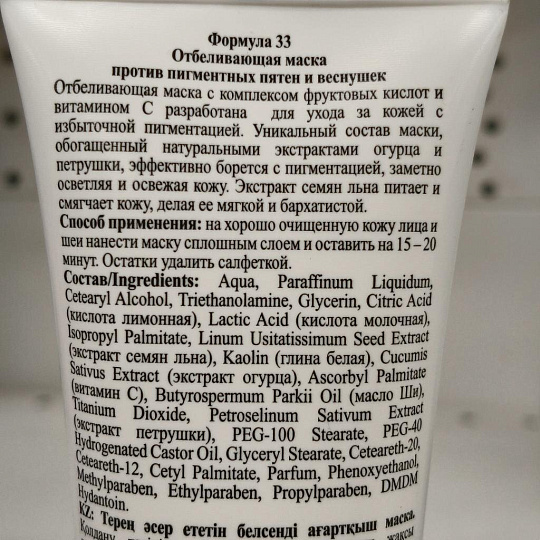 Формула 33
Отбеливающая маска
против пигментных пятен и веснушек
Отбеливающая маска с комплексом фруктовых кислот и
витамином С разработана для ухода за кожей с
избыточной пигментацией. Уникальный состав маски,
обогащенный натуральными экстрактами огурца и
петрушки, эффективно борется с пигментацией, заметно
осветляя и освежая кожу. Экстракт семян льна питает и
смягчает кожу, делая ее мягкой и бархатистой.
Способ применения: на хорошо очищенную кожу лица и
шеи нанести маску сплошным слоем и оставить на 15 – 20
минут. Остатки удалить салфеткой.
Состав/Ingredients: Aqua, Paraffinum Liquidum,
Cetearyl Alcohol, Triethanolamine, Glycerin, Citric Acid
(кислота лимонная), Lactic Acid (кислота молочная),
Isopropyl Palmitate, Linum Usitatissimum Seed Extract
(экстракт семян льна), Kaolin (глина белая), Cucumis
Sativus Extract (экстракт огурца), Ascorbyl Palmitate
(витамин С), Butyrospermum Parkii Oil (масло Ши),
Titanium Dioxide, Petroselinum Sativum Extract
(экстракт петрушки), PEG-100 Stearate, PEG-40
Hydrogenated Castor Oil, Glyceryl Stearate, Ceteareth-20,
Ceteareth-12, Cetyl Palmitate, Parfum, Phenoxyethanol,
Methylparaben, Ethylparaben, Propylparaben, DMDM
Hydantoin.
KZ: Терең әсер ететін белсенді ағартқыш маска.